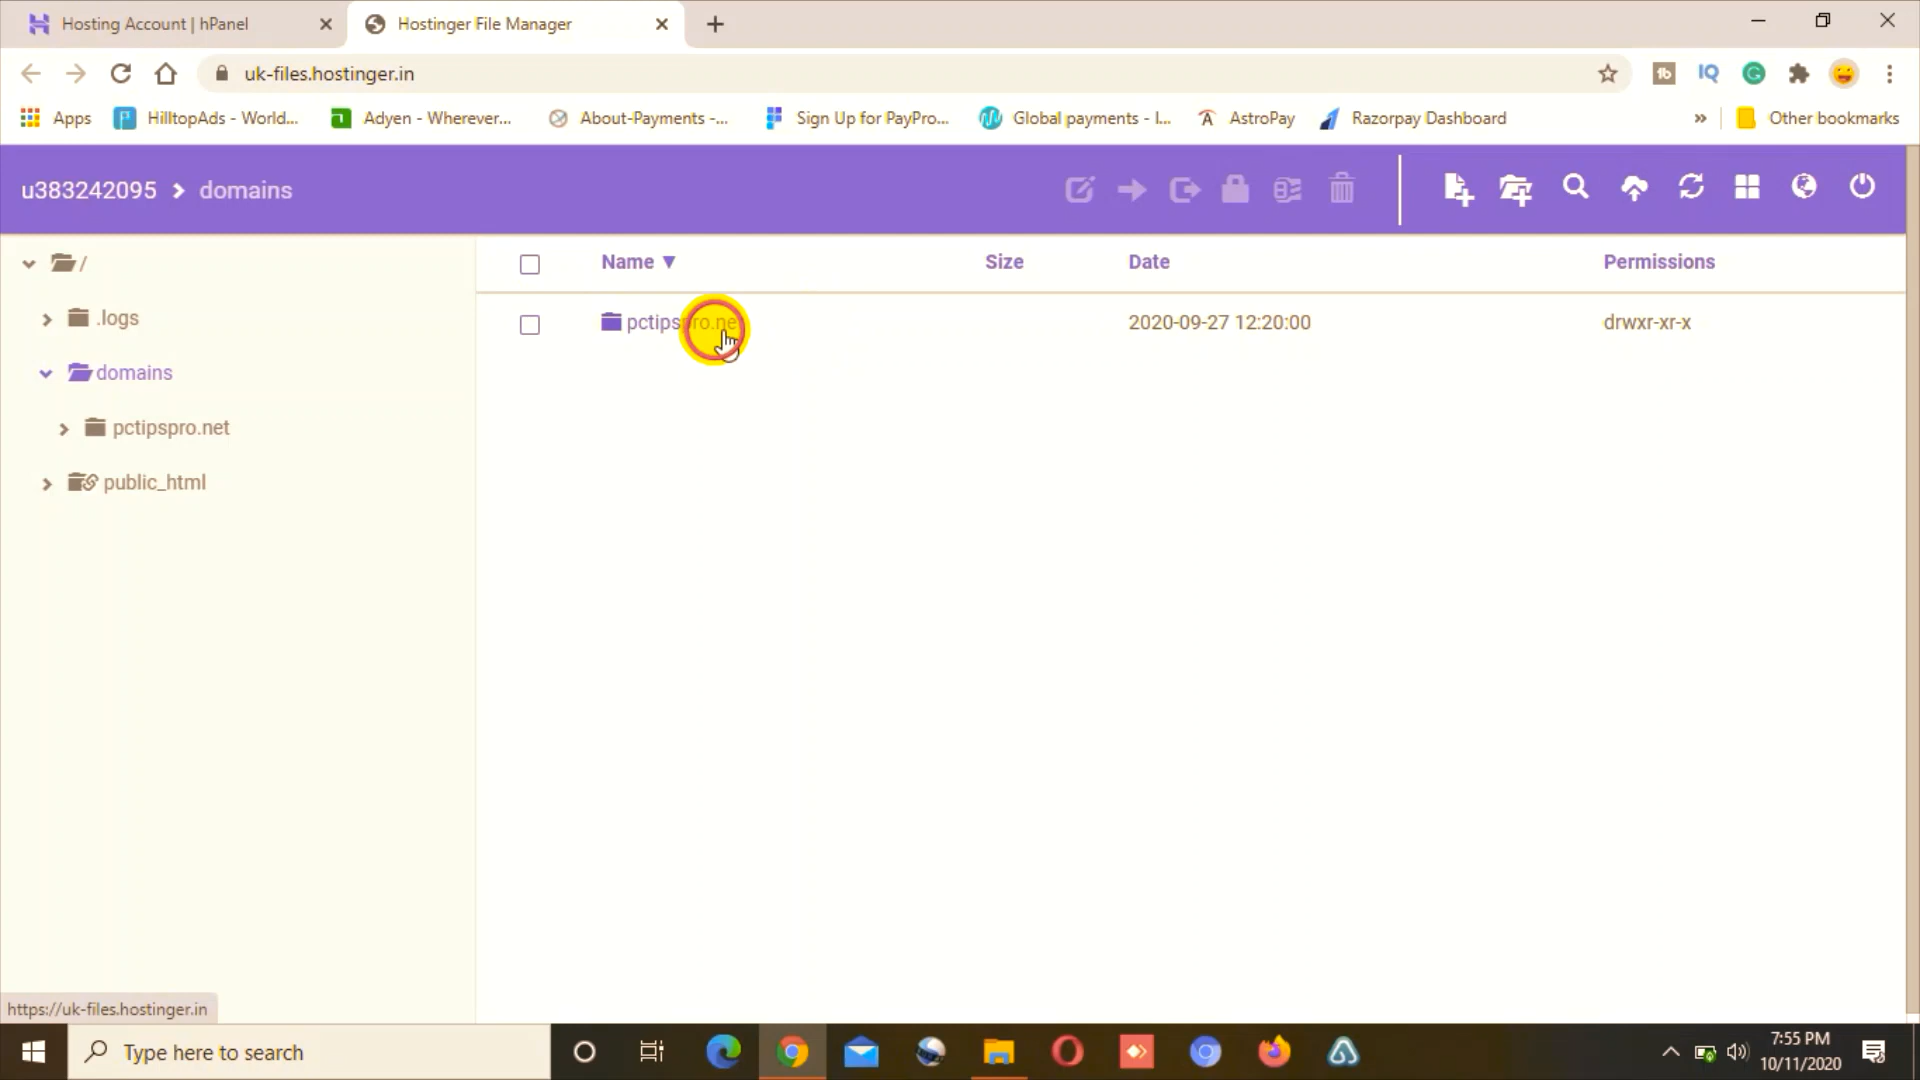 Hosting Account | hPanel
Hostinger File Manager
uk-files.hostinger.in
Apps
HilltopAds - World...
Adyen - Wherever...
About-Payments -...
Sign Up for PayPro...
Global payments - I...
AstroPay
Razorpay Dashboard
Other bookmarks
u383242095 > domains
/
.logs
domains
pctipspro.net
public_html
Name ▼ Size Date Permissions
pctipspro.net 2020-09-27 12:20:00 drwxr-xr-x
https://uk-files.hostinger.in
Type here to search
7:55 PM
10/11/2020